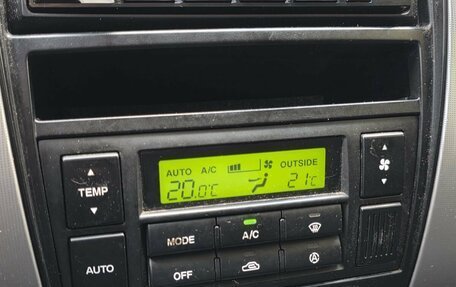 AUTO A/C OUTSIDE
20.0°C 21°C
TEMP
MODE A/C
AUTO
OFF